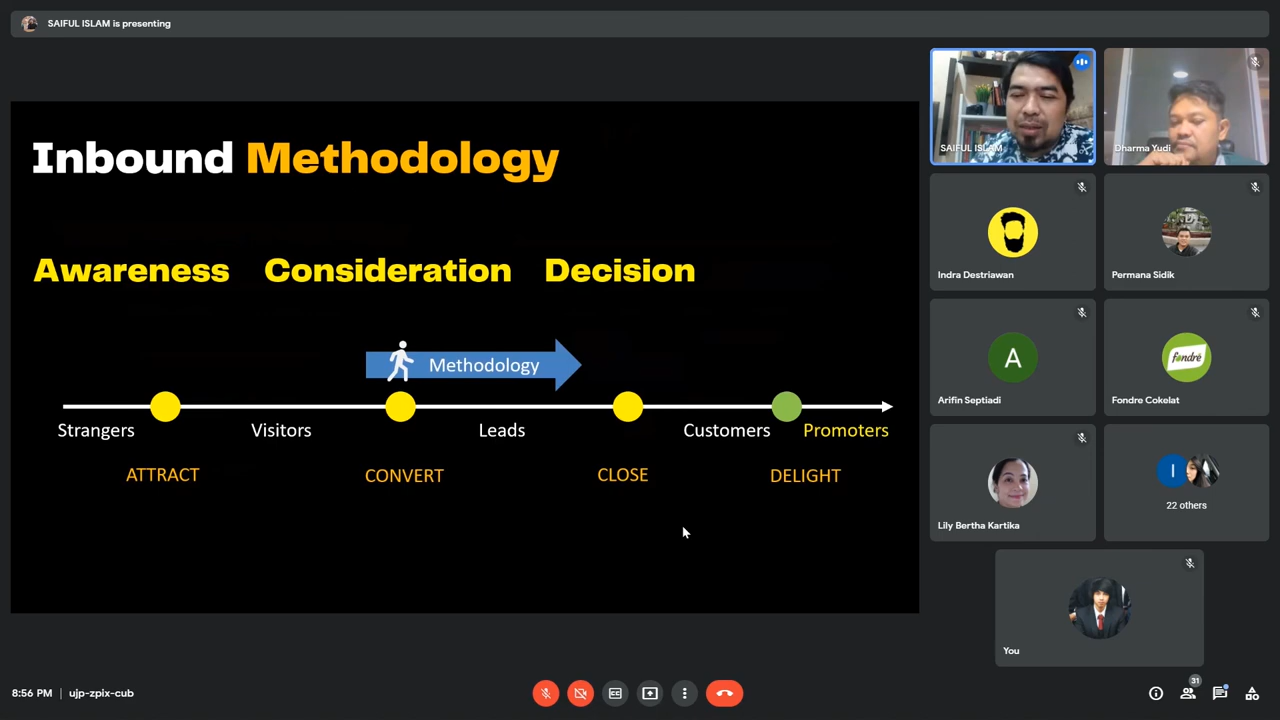 SAIFUL ISLAM is presenting
Inbound Methodology
Awareness Consideration Decision
Methodology
Strangers Visitors Leads Customers Promoters
ATTRACT CONVERT CLOSE DELIGHT
SAIFUL ISLAM
Dharma Yudi
Indra Destriawan
Permana Sidik
A
Arifin Septiadi
fondré
Fondre Cokelat
Lily Bertha Kartika
I
22 others
You
8:56 PM | ujp-zpix-cub
CC
31